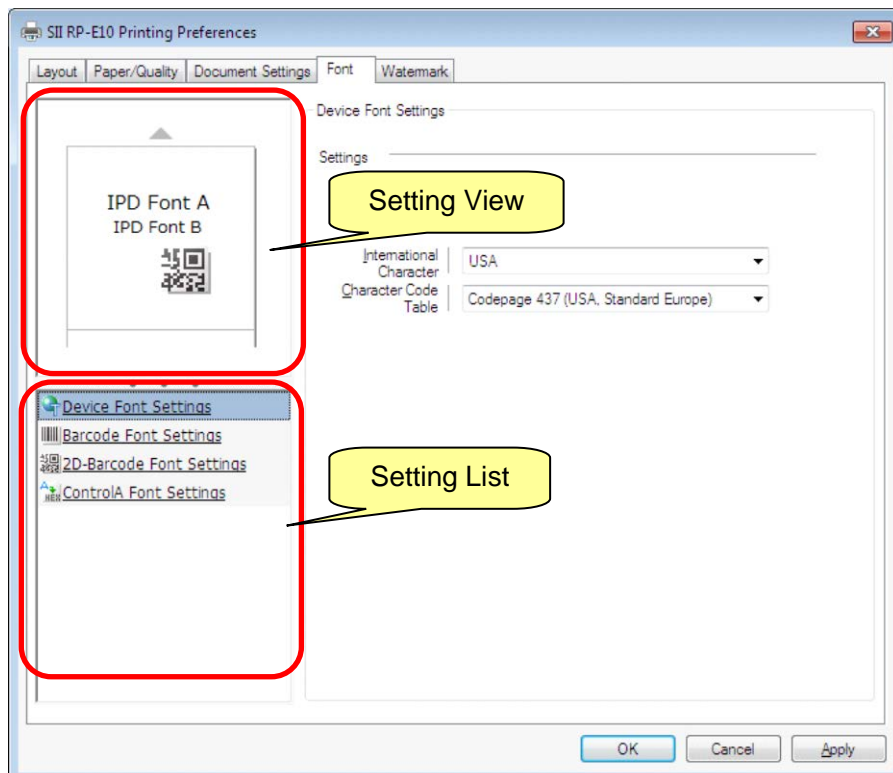 SII RP-E10 Printing Preferences
Layout
Paper/Quality
Document Settings
Font
Watermark
IPD Font A
IPD Font B
Setting View
Device Font Settings
Barcode Font Settings
2D-Barcode Font Settings
ControlA Font Settings
Setting List
Device Font Settings
Settings
International
Character
USA
Character Code
Table
Codepage 437 (USA, Standard Europe)
OK
Cancel
Apply